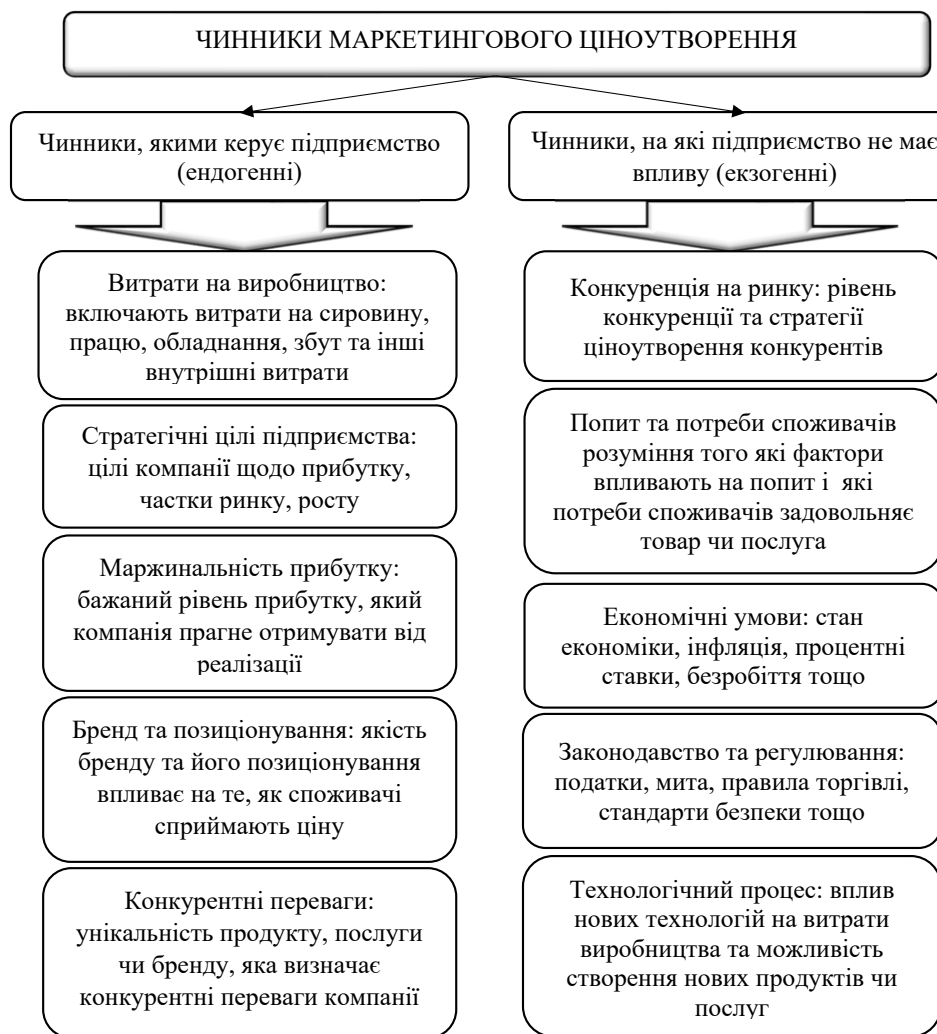 ЧИННИКИ МАРКЕТИНГОВОГО ЦІНОУТВОРЕННЯ
Чинники, якими керує підприємство
(ендогенні)
Витрати на виробництво:
включають витрати на сировину,
працю, обладнання, збут та інші
внутрішні витрати
Стратегічні цілі підприємства:
цілі компанії щодо прибутку,
частки ринку, росту
Маржинальність прибутку:
бажаний рівень прибутку, який
компанія прагне отримувати від
реалізації
Бренд та позиціонування: якість
бренду та його позиціонування
впливає на те, як споживачі
сприймають ціну
Конкурентні переваги:
унікальність продукту, послуги
чи бренду, яка визначає
конкурентні переваги компанії
Чинники, на які підприємство не має
впливу (екзогенні)
Конкуренція на ринку: рівень
конкуренції та стратегії
ціноутворення конкурентів
Попит та потреби споживачів
розуміння того які фактори
впливають на попит і  які
потреби споживачів задовольняє
товар чи послуга
Економічні умови: стан
економіки, інфляція, процентні
ставки, безробіття тощо
Законодавство та регулювання:
податки, мита, правила торгівлі,
стандарти безпеки тощо
Технологічний процес: вплив
нових технологій на витрати
виробництва та можливість
створення нових продуктів чи
послуг